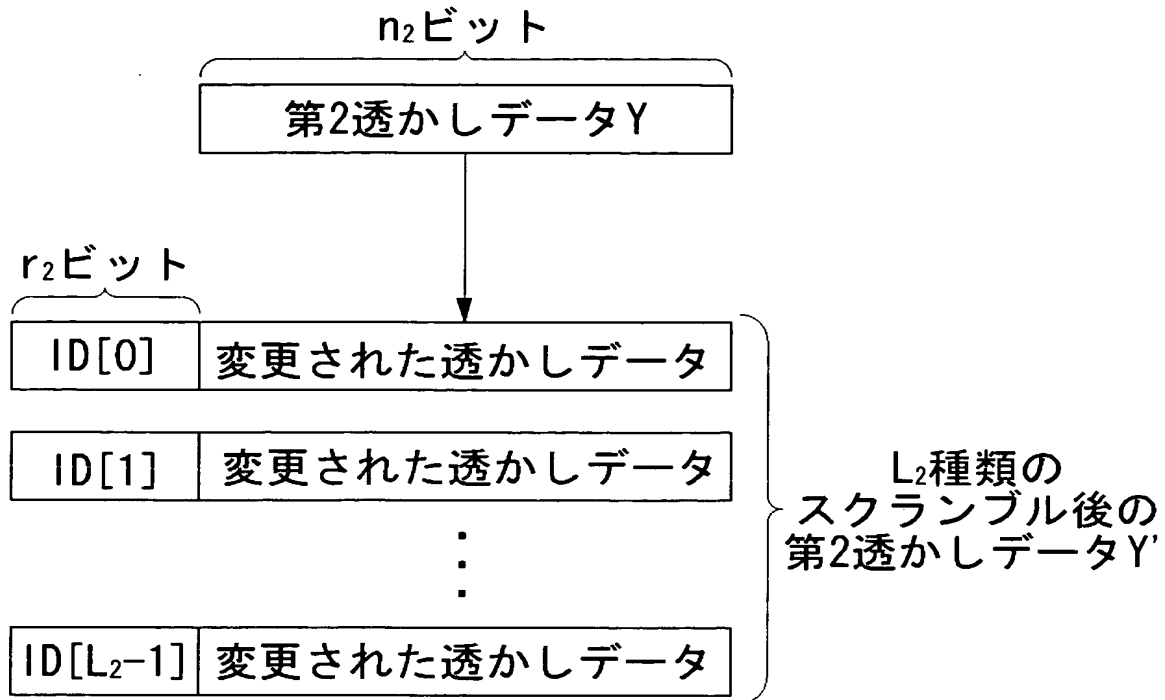 n₂ビット
第2透かしデータY
r₂ビット
ID[0] 変更された透かしデータ
ID[1] 変更された透かしデータ
L₂種類の
スクランブル後の
第2透かしデータY'
ID[L₂-1] 変更された透かしデータ